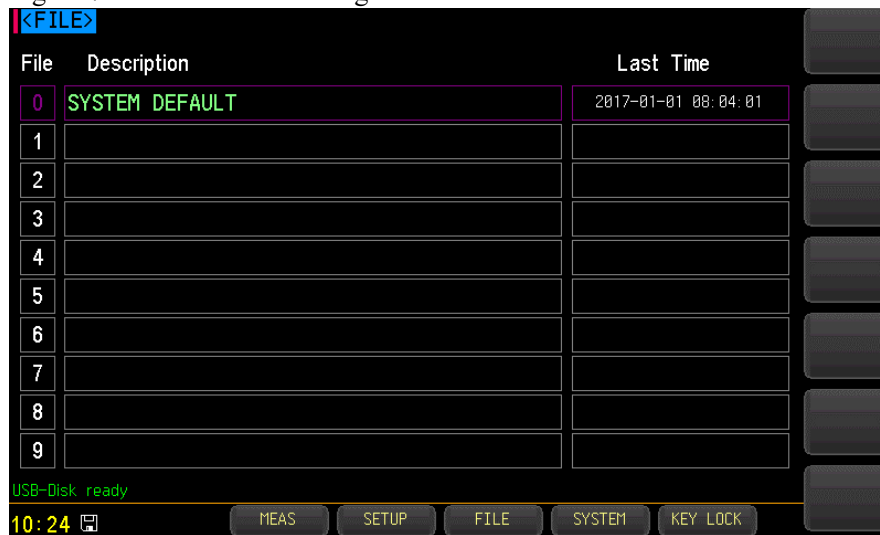 <FILE>
File Description Last Time
0 SYSTEM DEFAULT 2017-01-01 08:04:01
1
2
3
4
5
6
7
8
9
USB-Disk ready
10:24 MEAS SETUP FILE SYSTEM KEY LOCK